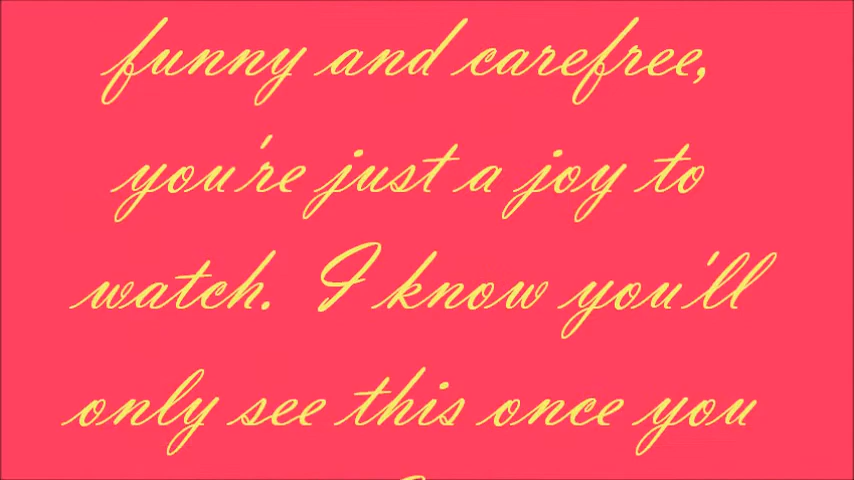 funny and carefree,
you're just a joy to
watch. I know you'll
only see this once you